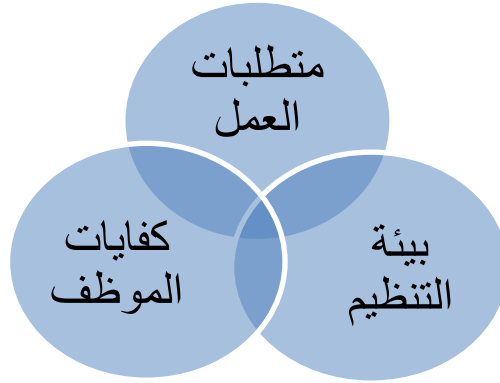 متطلبات
العمل
بيئة
التنظيم
كفايات
الموظف